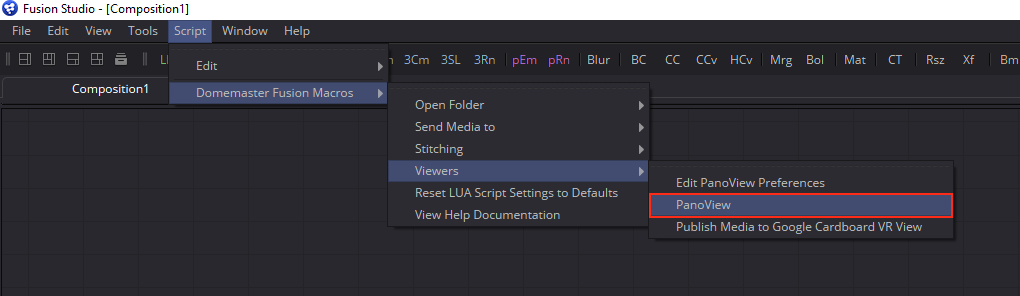 Fusion Studio - [Composition1]
File Edit View Tools Script Window Help
3Cm 3SL 3Rn pEm pRn Blur BC CC CCv HCv Mrg Bol Mat CT Rsz Xf Bm
Edit
Composition1
Domemaster Fusion Macros
Open Folder
Send Media to
Stitching
Viewers
Edit PanoView Preferences
Reset LUA Script Settings to Defaults
PanoView
View Help Documentation
Publish Media to Google Cardboard VR View